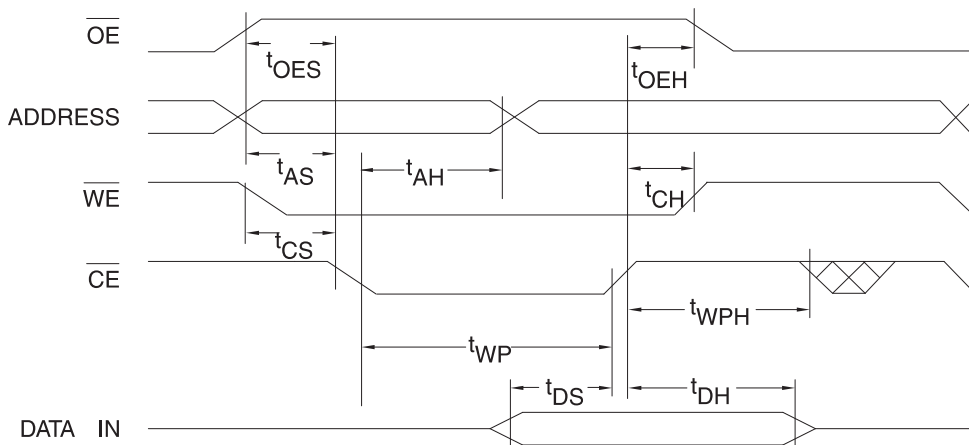 OE
tOES
tOEH
ADDRESS
tAS
tAH
tCH
WE
tCS
CE
tWPH
tWP
tDS
tDH
DATA IN